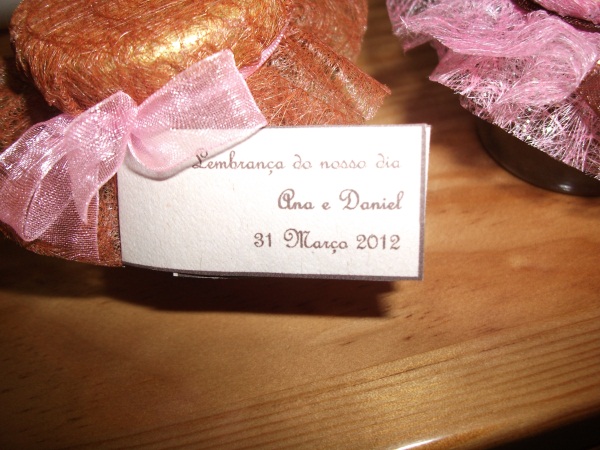 Lembrança do nosso dia
Ana e Daniel
31 Março 2012